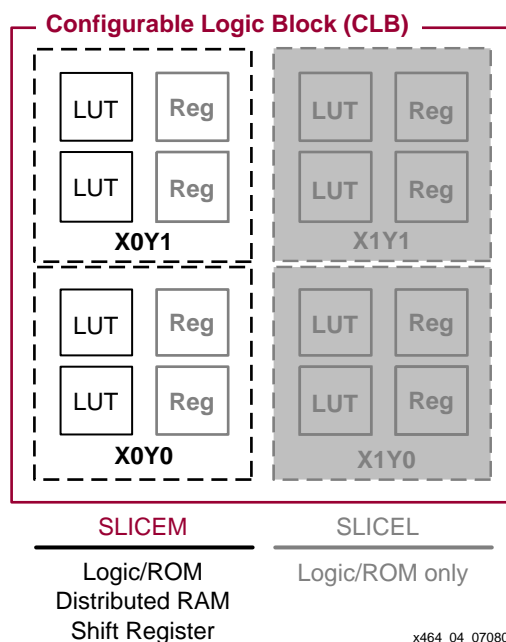 Configurable Logic Block (CLB)
LUT Reg LUT Reg
LUT Reg LUT Reg
X0Y1 X1Y1
LUT Reg LUT Reg
LUT Reg LUT Reg
X0Y0 X1Y0
SLICEM SLICEL
Logic/ROM Logic/ROM only
Distributed RAM
Shift Register
x464_04_07080